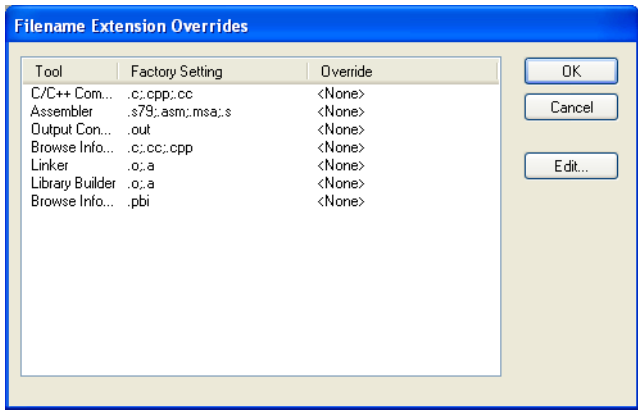 Filename Extension Overrides
Tool Factory Setting Override
C/C++ Com... .c;.cpp;.cc <None>
Assembler .s79;.asm;.msa;.s <None>
Output Con... .out <None>
Browse Info... .c;.cc;.cpp <None>
Linker .o;.a <None>
Library Builder .o;.a <None>
Browse Info... .pbi <None>
OK
Cancel
Edit...